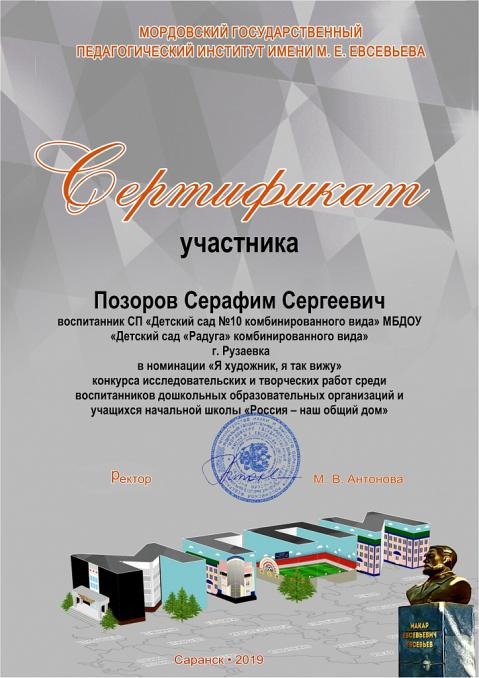 МОРДОВСКИЙ ГОСУДАРСТВЕННЫЙ
ПЕДАГОГИЧЕСКИЙ ИНСТИТУТ ИМЕНИ М. Е. ЕВСЕВЬЕВА
Сертификат
участника
Позоров Серафим Сергеевич
воспитанник СП «Детский сад №10 комбинированного вида» МБДОУ
«Детский сад «Радуга» комбинированного вида»
г. Рузаевка
в номинации «Я художник, я так вижу»
конкурса исследовательских и творческих работ среди
воспитанников дошкольных образовательных организаций и
учащихся начальной школы «Россия – наш общий дом»
Ректор
М. В. Антонова
МАКАР
ЕВСЕВЬЕВИЧ
ЕВСЕВЬЕВ
Саранск • 2019